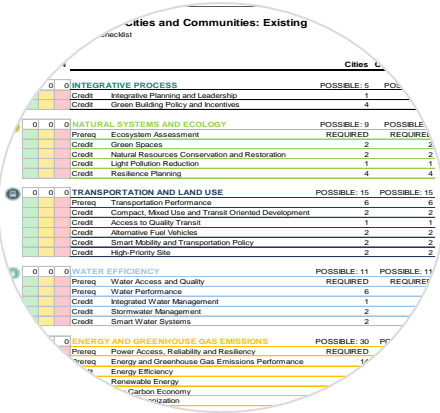 Cities and Communities: Existing
checklist
Cities
0 0 INTEGRATIVE PROCESS POSSIBLE: 5
Credit Integrative Planning and Leadership 1
Credit Green Building Policy and Incentives 4
0 0 0 NATURAL SYSTEMS AND ECOLOGY POSSIBLE: 9 POSSIBLE: 9
Prereq Ecosystem Assessment REQUIRED REQUIRED
Credit Green Spaces 2 2
Credit Natural Resources Conservation and Restoration 2 2
Credit Light Pollution Reduction 1 1
Credit Resilience Planning 4 4
0 0 0 TRANSPORTATION AND LAND USE POSSIBLE: 15 POSSIBLE: 15
Prereq Transportation Performance 6 6
Credit Compact, Mixed Use and Transit Oriented Development 2 2
Credit Access to Quality Transit 1 1
Credit Alternative Fuel Vehicles 2 2
Credit Smart Mobility and Transportation Policy 2 2
Credit High-Priority Site 2 2
0 0 0 WATER EFFICIENCY POSSIBLE: 11 POSSIBLE: 11
Prereq Water Access and Quality REQUIRED REQUIRED
Prereq Water Performance 6
Credit Integrated Water Management 1
Credit Stormwater Management 2
Credit Smart Water Systems 2
0 0 0 ENERGY AND GREENHOUSE GAS EMISSIONS POSSIBLE: 30
Prereq Power Access, Reliability and Resiliency REQUIRED
Prereq Energy and Greenhouse Gas Emissions Performance 14
Energy Efficiency
Renewable Energy
Carbon Economy